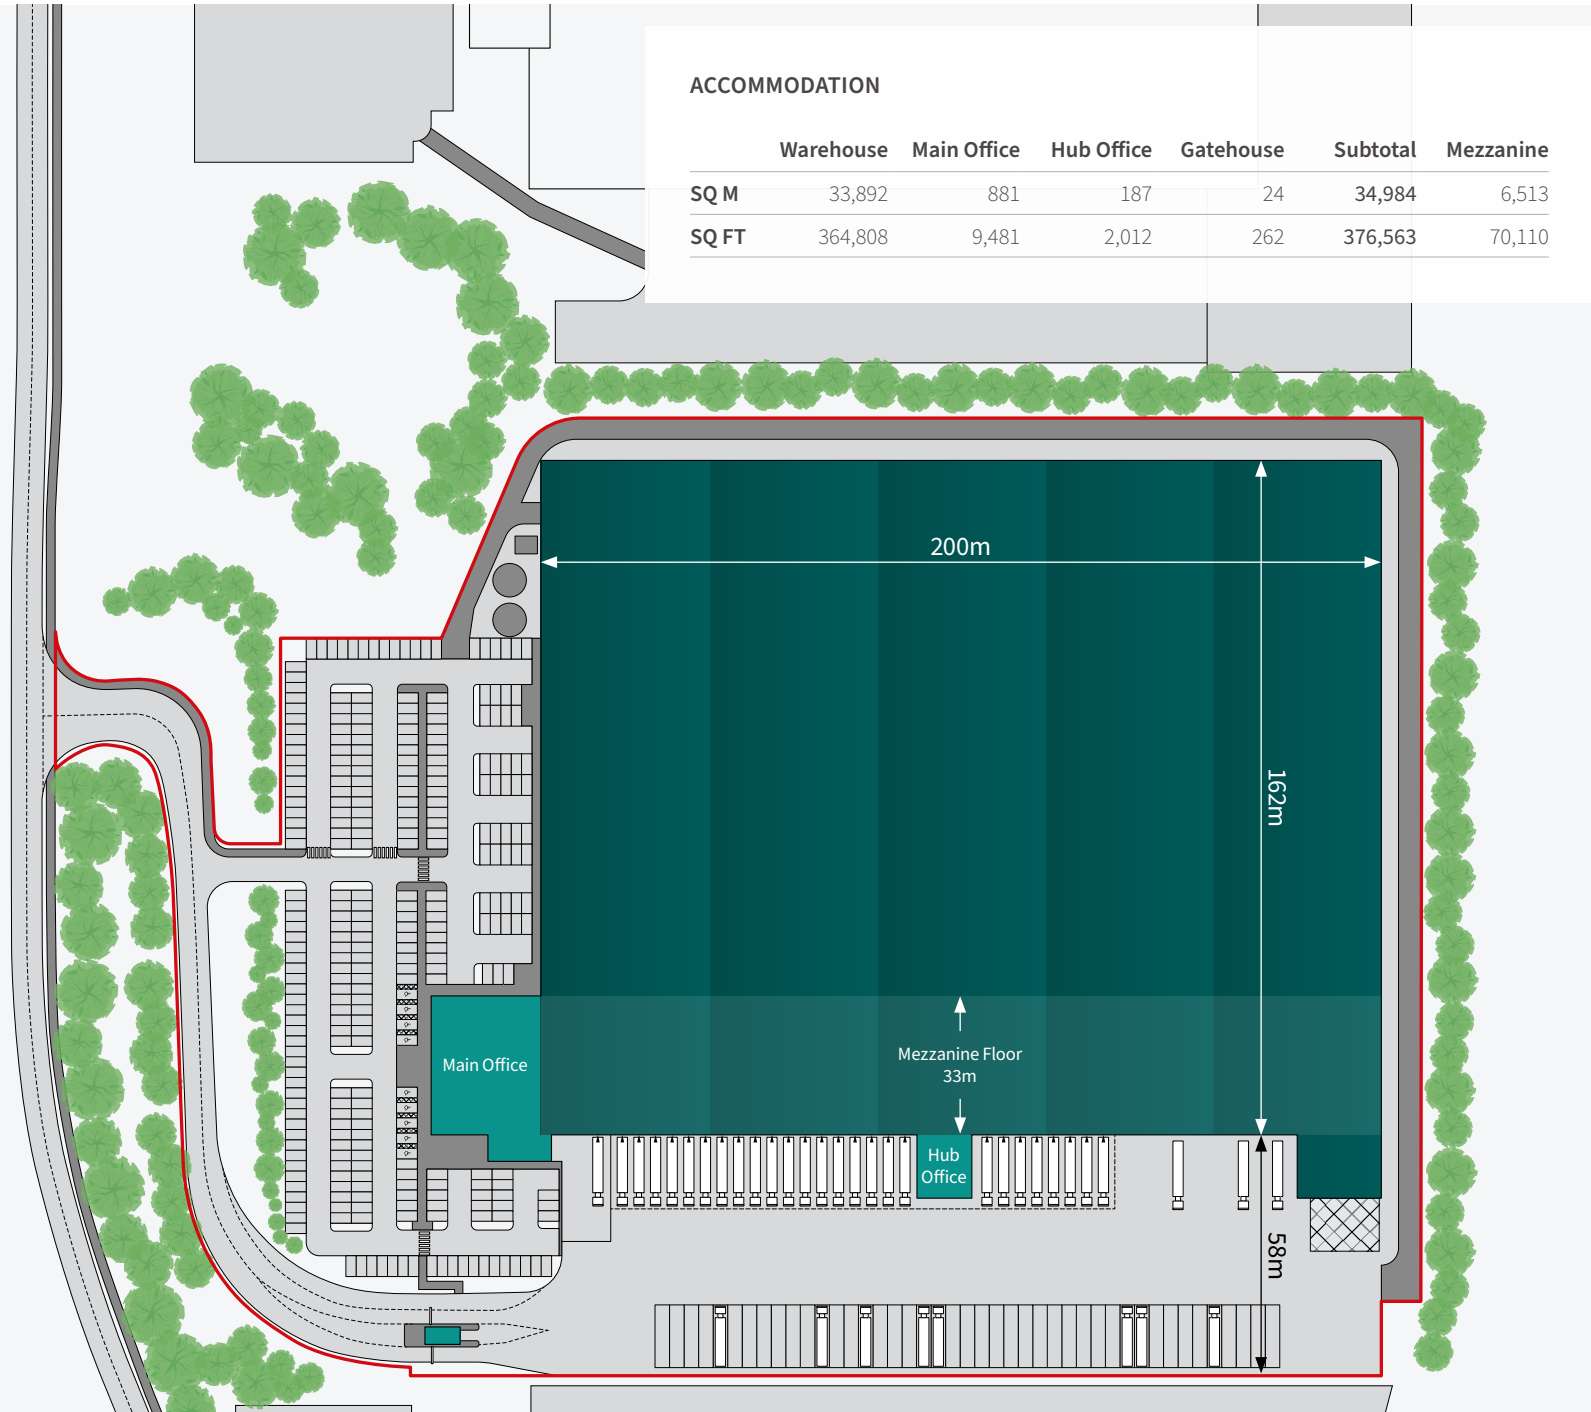 ACCOMMODATION
Warehouse Main Office Hub Office Gatehouse Subtotal Mezzanine
SQ M 33,892 881 187 24 34,984 6,513
SQ FT 364,808 9,481 2,012 262 376,563 70,110
200m
162m
Mezzanine Floor
33m
Main Office
Hub
Office
58m